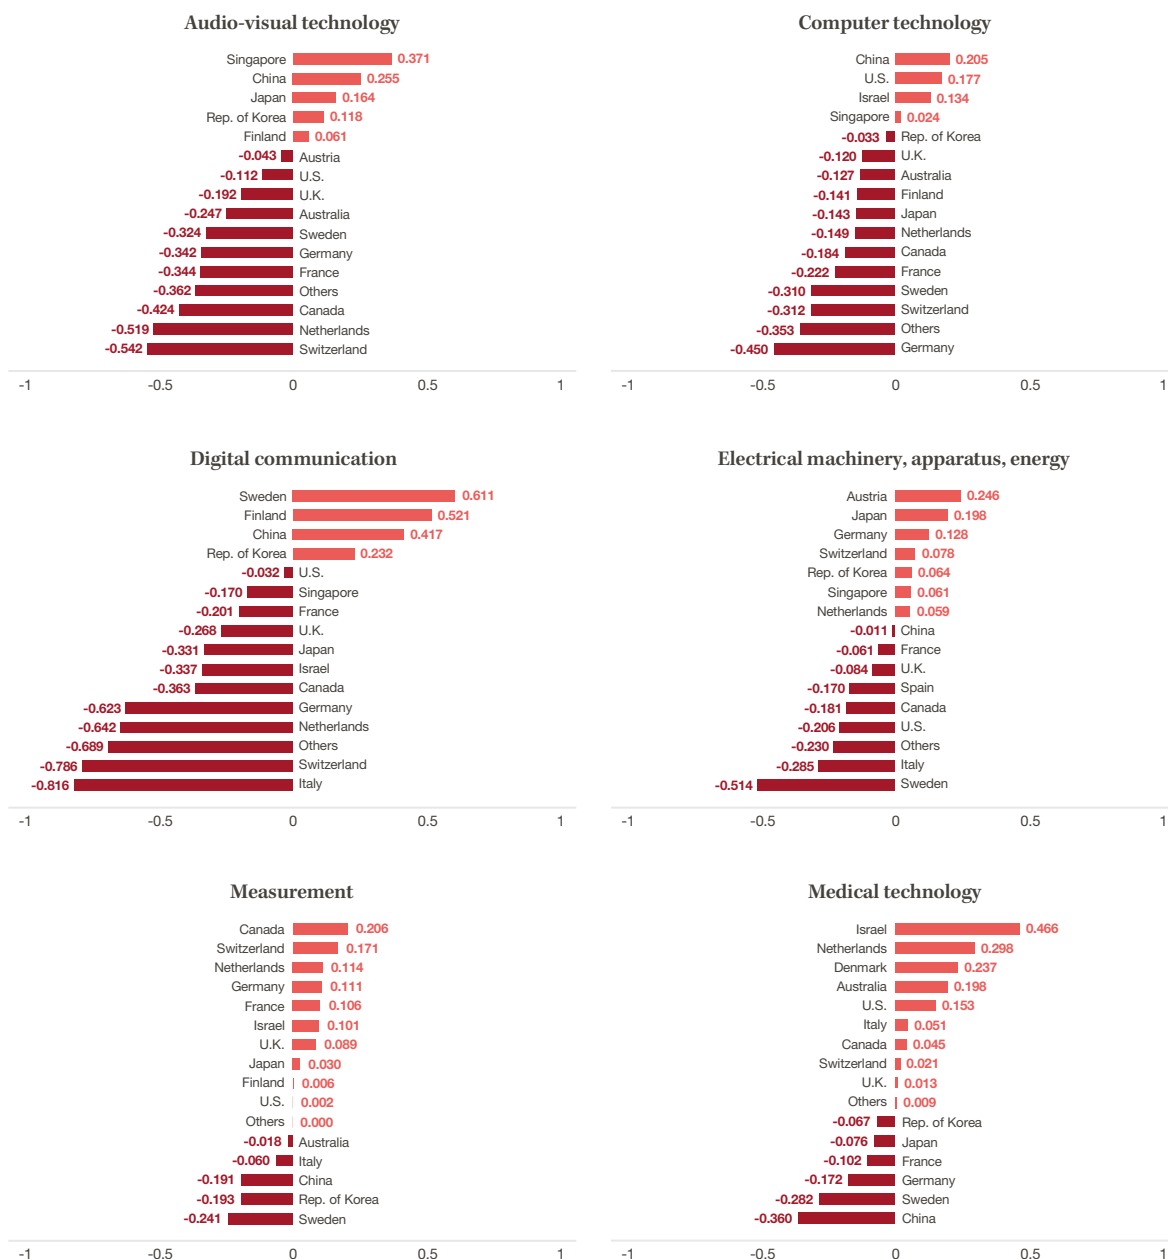 Audio-visual technology
Singapore 0.371
China 0.255
Japan 0.164
Rep. of Korea 0.118
Finland 0.061
-0.043 Austria
-0.112 U.S.
-0.192 U.K.
-0.247 Australia
-0.324 Sweden
-0.342 Germany
-0.344 France
-0.362 Others
-0.424 Canada
-0.519 Netherlands
-0.542 Switzerland
-1 -0.5 0 0.5 1
Computer technology
China 0.205
U.S. 0.177
Israel 0.134
Singapore 0.024
-0.033 Rep. of Korea
-0.120 U.K.
-0.127 Australia
-0.141 Finland
-0.143 Japan
-0.149 Netherlands
-0.184 Canada
-0.222 France
-0.310 Sweden
-0.312 Switzerland
-0.353 Others
-0.450 Germany
-1 -0.5 0 0.5 1
Digital communication
Sweden 0.611
Finland 0.521
China 0.417
Rep. of Korea 0.232
-0.032 U.S.
-0.170 Singapore
-0.201 France
-0.268 U.K.
-0.331 Japan
-0.337 Israel
-0.363 Canada
-0.623 Germany
-0.642 Netherlands
-0.689 Others
-0.786 Switzerland
-0.816 Italy
-1 -0.5 0 0.5 1
Electrical machinery, apparatus, energy
Austria 0.246
Japan 0.198
Germany 0.128
Switzerland 0.078
Rep. of Korea 0.064
Singapore 0.061
Netherlands 0.059
-0.011 China
-0.061 France
-0.084 U.K.
-0.170 Spain
-0.181 Canada
-0.206 U.S.
-0.230 Others
-0.285 Italy
-0.514 Sweden
-1 -0.5 0 0.5 1
Measurement
Canada 0.206
Switzerland 0.171
Netherlands 0.114
Germany 0.111
France 0.106
Israel 0.101
U.K. 0.089
Japan 0.030
Finland 0.006
U.S. 0.002
Others 0.000
-0.018 Australia
-0.060 Italy
-0.191 China
-0.193 Rep. of Korea
-0.241 Sweden
-1 -0.5 0 0.5 1
Medical technology
Israel 0.466
Netherlands 0.298
Denmark 0.237
Australia 0.198
U.S. 0.153
Italy 0.051
Canada 0.045
Switzerland 0.021
U.K. 0.013
Others 0.009
-0.067 Rep. of Korea
-0.076 Japan
-0.102 France
-0.172 Germany
-0.282 Sweden
-0.360 China
-1 -0.5 0 0.5 1